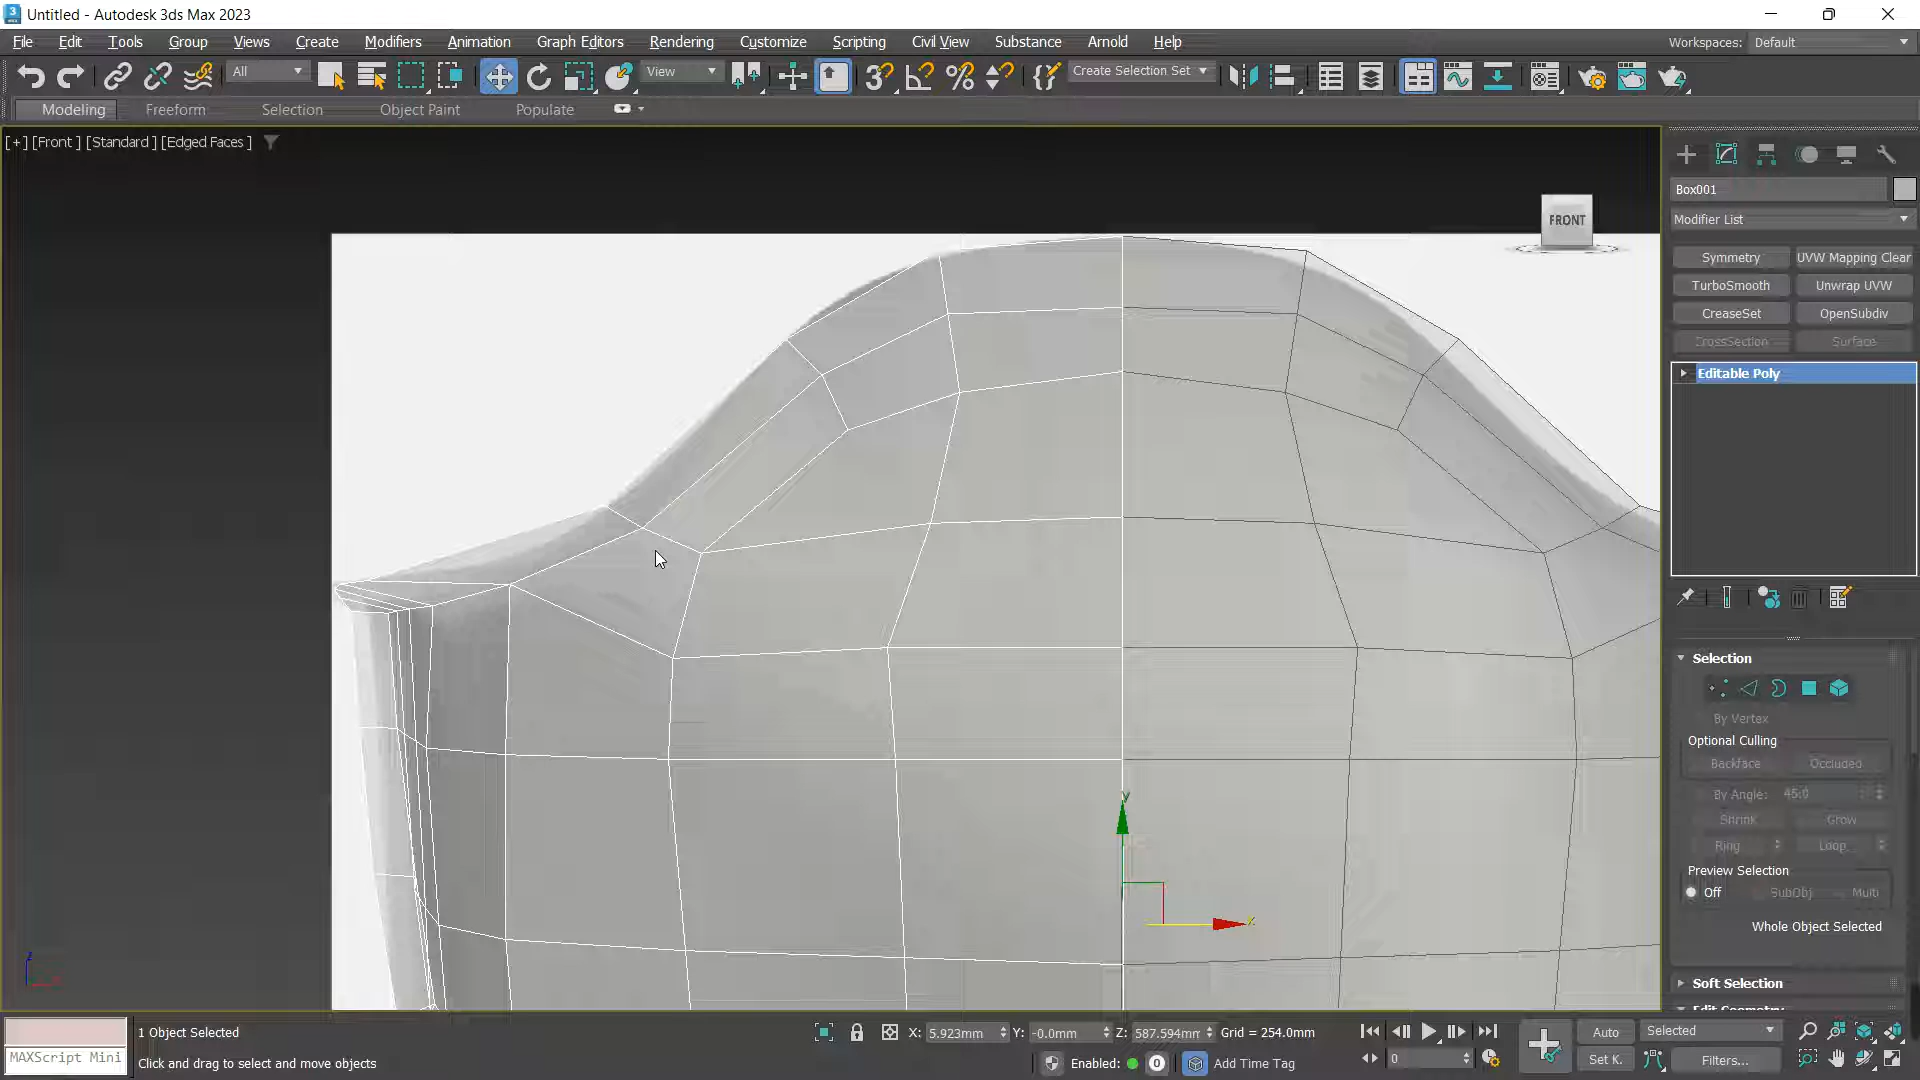 Untitled - Autodesk 3ds Max 2023
File Edit Tools Group Views Create Modifiers Animation Graph Editors Rendering Customize Scripting Civil View Substance Arnold Help Workspaces: Default
All View Create Selection Set
Modeling Freeform Selection Object Paint Populate
[+] [Front ] [Standard ] [Edged Faces ]
FRONT
Box001
Modifier List
Symmetry UVW Mapping Clear
TurboSmooth Unwrap UVW
CreaseSet OpenSubdiv
CrossSection Surface
Editable Poly
Selection
By Vertex
Optional Culling
Backface Occluded
By Angle: 45.0
Shrink Grow
Ring Loop
Preview Selection
Off SubObj Multi
Whole Object Selected
Soft Selection
Edit Geometry
y
x
z
x
MAXScript Mini
1 Object Selected
Click and drag to select and move objects
X: 5.923mm Y: -0.0mm Z: 587.594mm Grid = 254.0mm
Enabled: 0 Add Time Tag
0
Auto Selected
Set K. Filters...